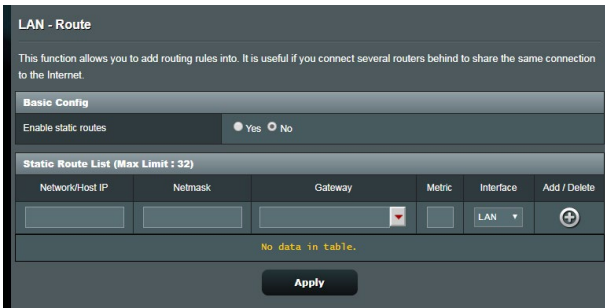 LAN - Route
This function allows you to add routing rules into. It is useful if you connect several routers behind to share the same connection
to the Internet.
Basic Config
Enable static routes Yes No
Static Route List (Max Limit : 32)
Network/Host IP Netmask Gateway Metric Interface Add / Delete
LAN
No data in table.
Apply